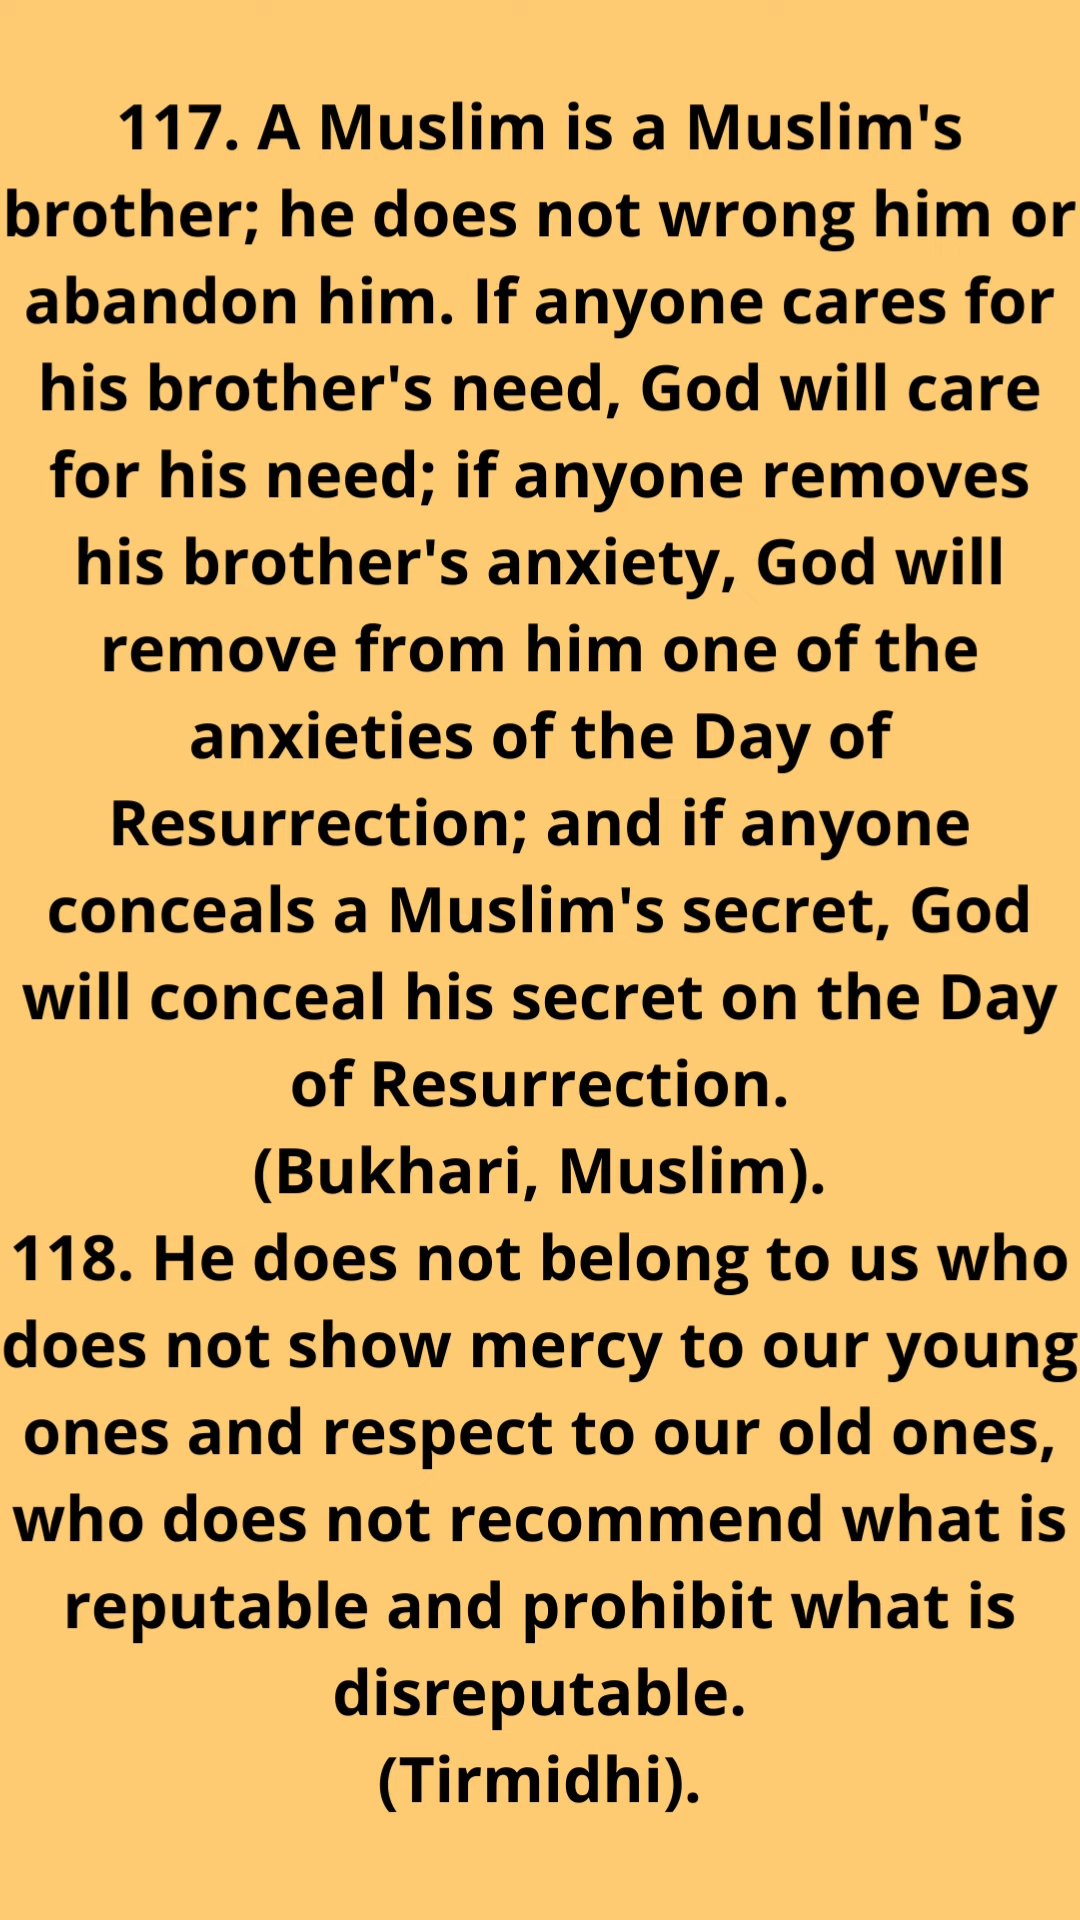 117. A Muslim is a Muslim's
brother; he does not wrong him or
abandon him. If anyone cares for
his brother's need, God will care
for his need; if anyone removes
his brother's anxiety, God will
remove from him one of the
anxieties of the Day of
Resurrection; and if anyone
conceals a Muslim's secret, God
will conceal his secret on the Day
of Resurrection.
(Bukhari, Muslim).
118. He does not belong to us who
does not show mercy to our young
ones and respect to our old ones,
who does not recommend what is
reputable and prohibit what is
disreputable.
(Tirmidhi).